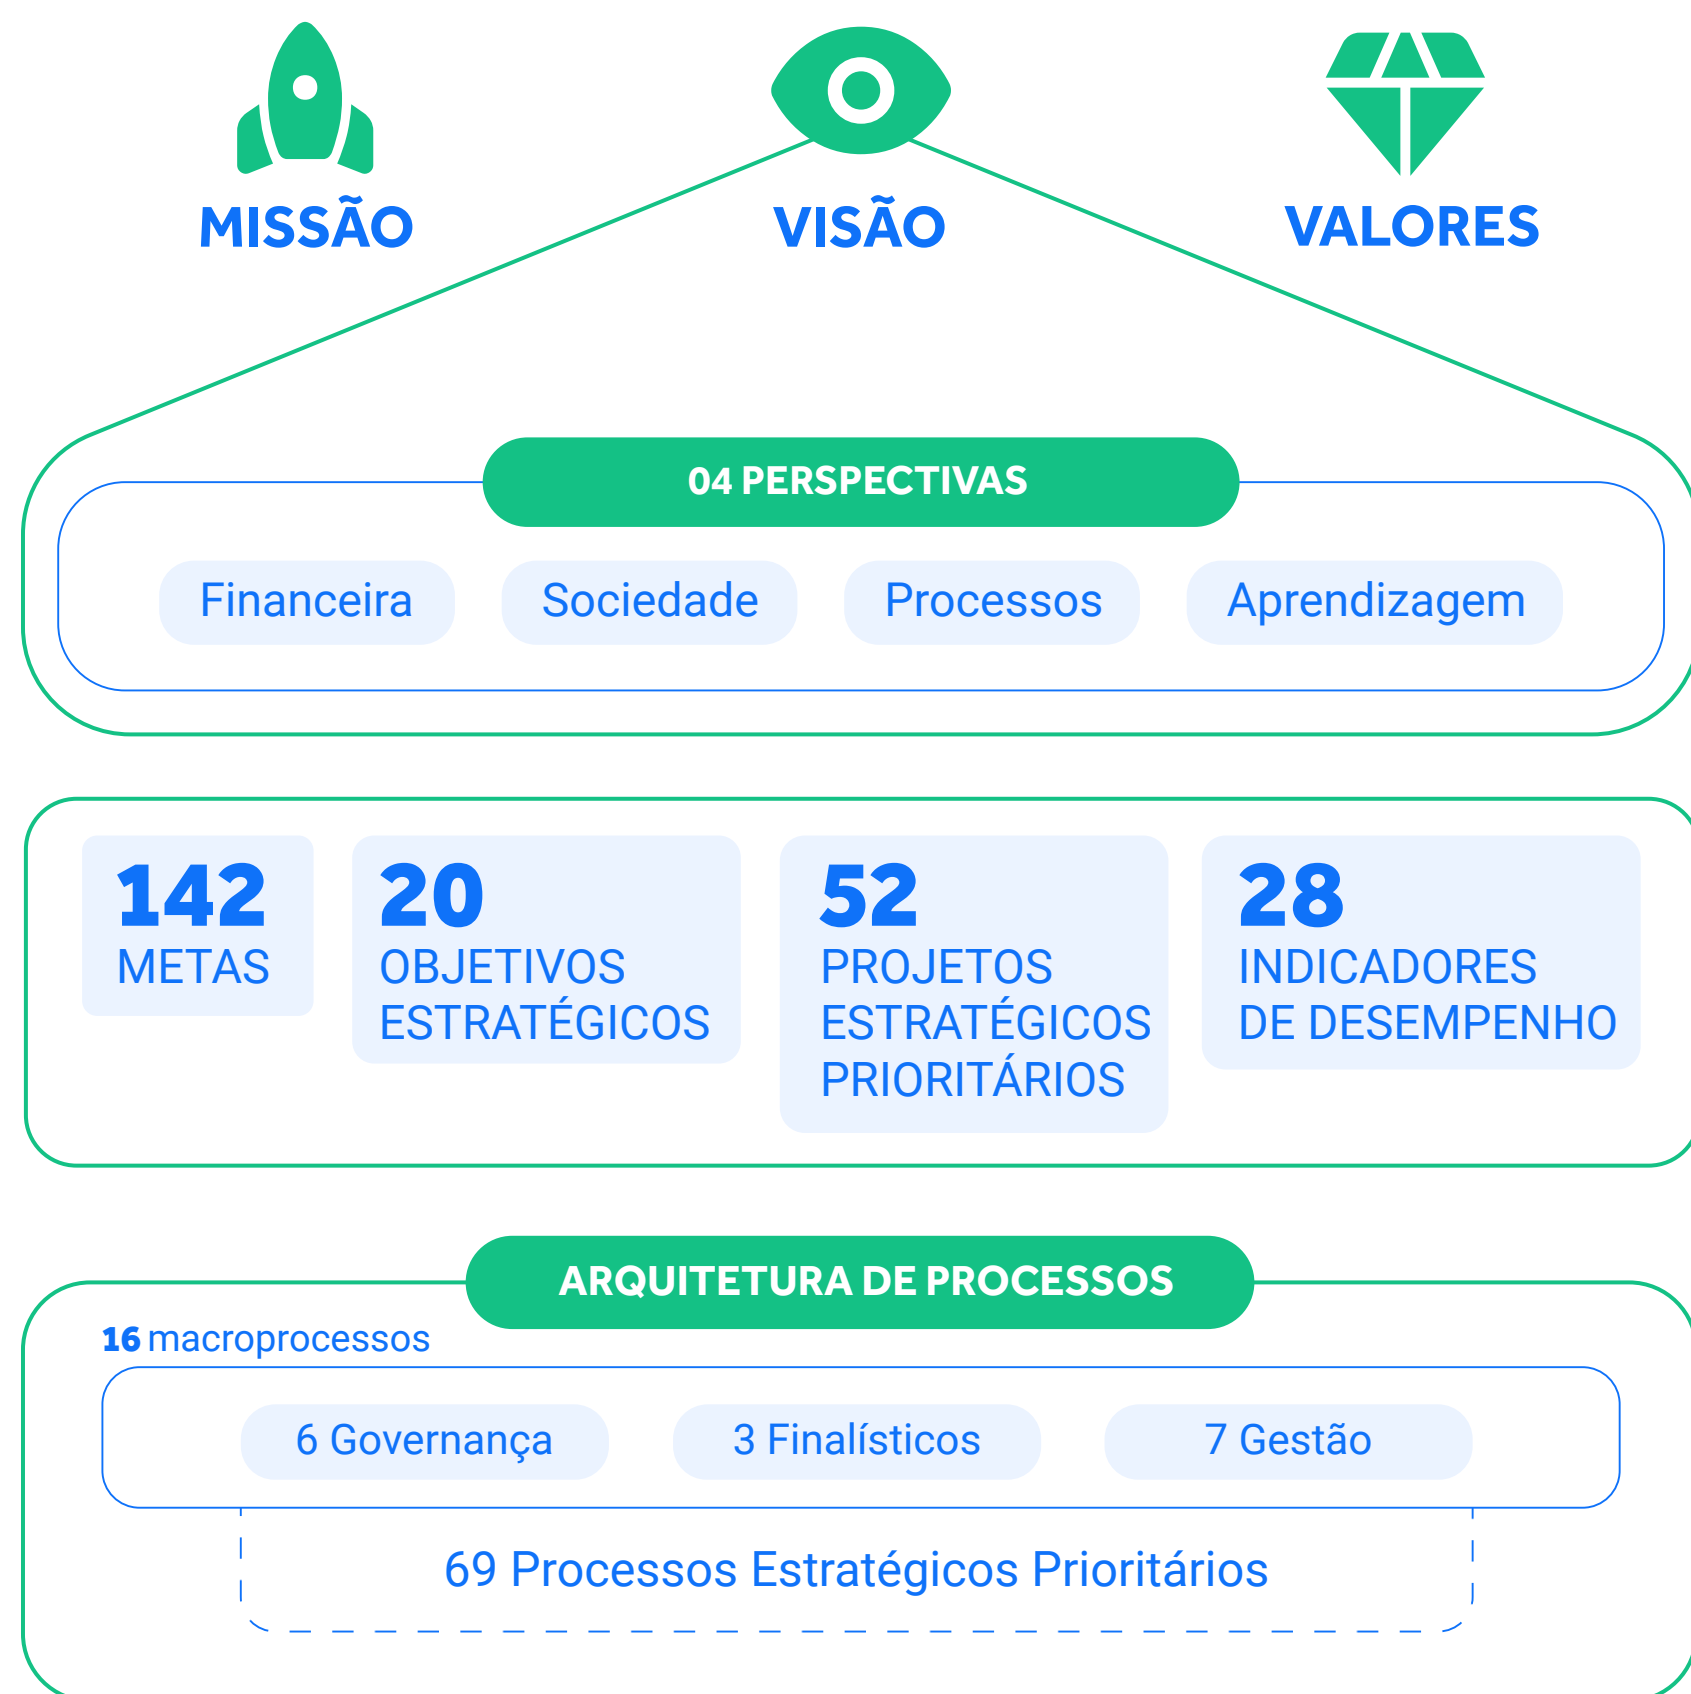 MISSÃO
VISÃO
VALORES
04 PERSPECTIVAS
Financeira
Sociedade
Processos
Aprendizagem
142
METAS
20
OBJETIVOS
ESTRATÉGICOS
52
PROJETOS
ESTRATÉGICOS
PRIORITÁRIOS
28
INDICADORES
DE DESEMPENHO
ARQUITETURA DE PROCESSOS
16 macroprocessos
6 Governança
3 Finalísticos
7 Gestão
69 Processos Estratégicos Prioritários